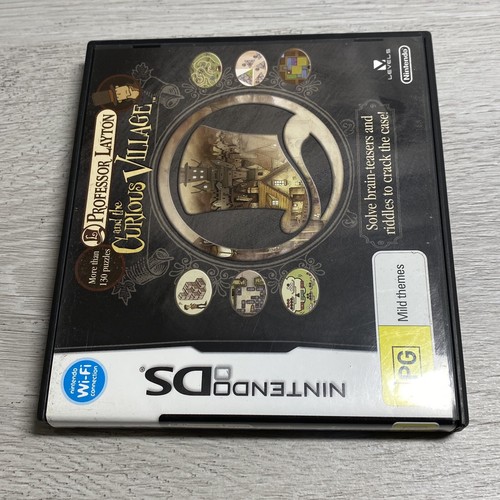 PROFESSOR LAYTON
and the
CURIOUS VILLAGE™
More than
130 puzzles
LEVEL5
Nintendo
Solve brain-teasers and
riddles to crack the case!
PG
Mild themes
NINTENDO DS
nintendo
Wi-Fi
connection